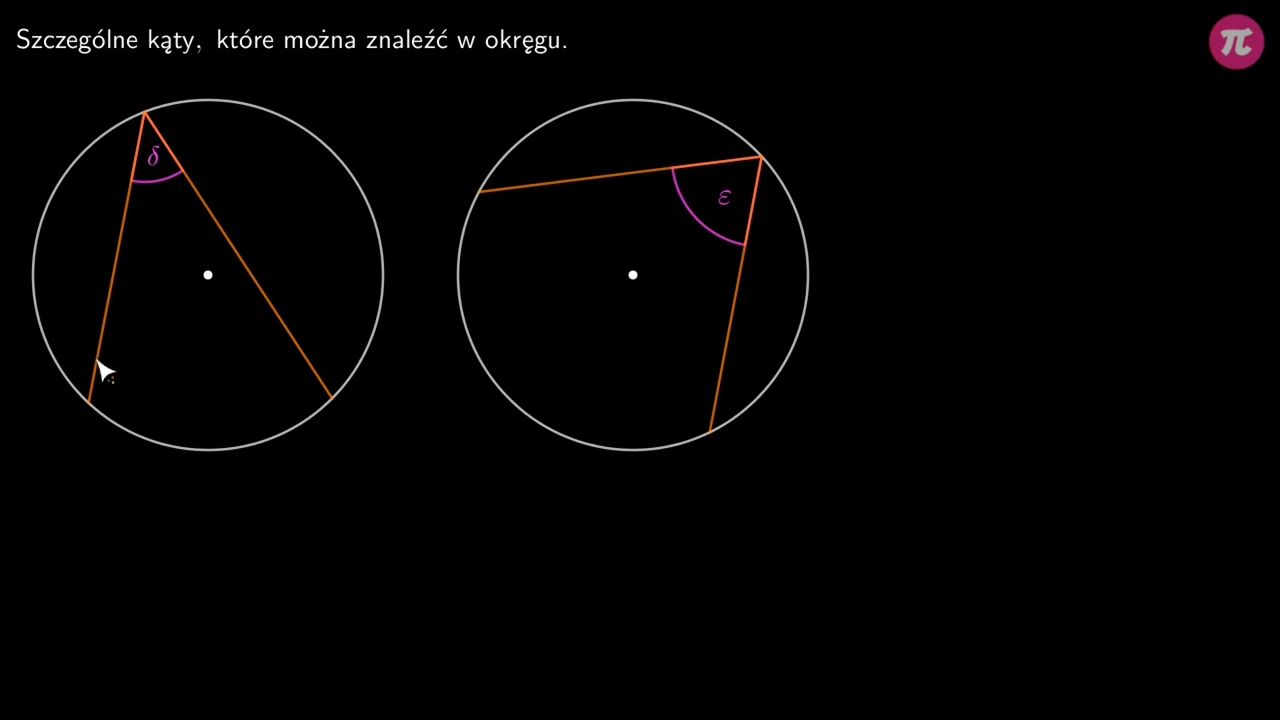 Szczególne kąty, które można znaleźć w okręgu.
π
δ
ε